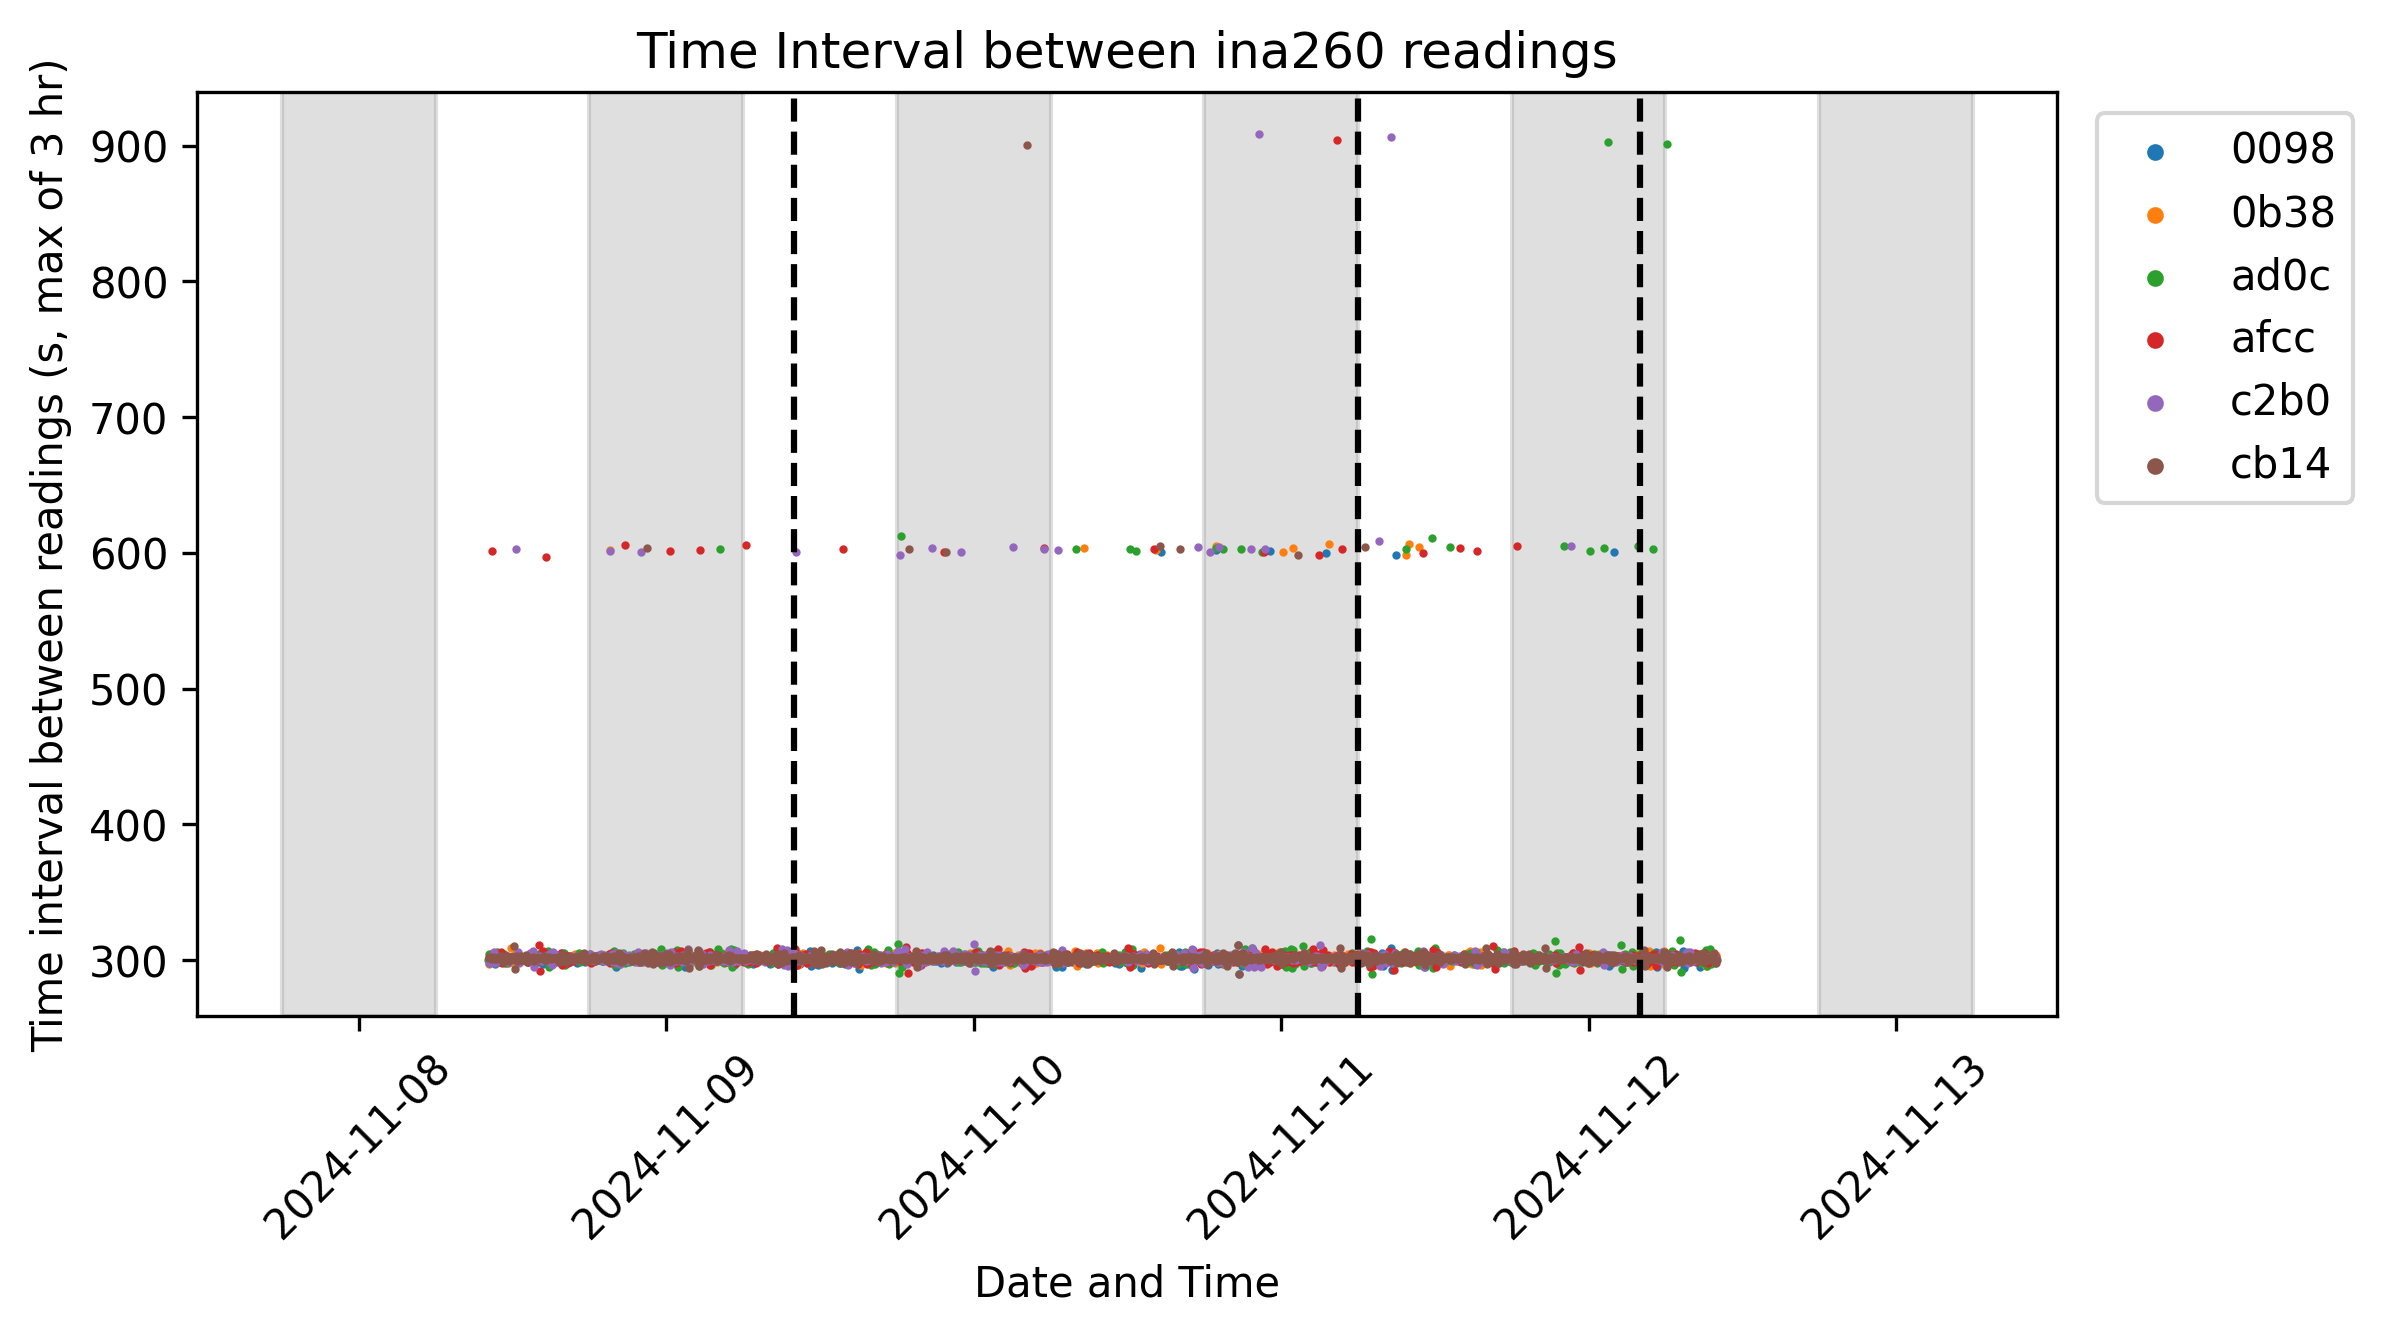 Time Interval between ina260 readings
Time interval between readings (s, max of 3 hr)
900
800
700
600
500
400
300
2024-11-08
2024-11-09
2024-11-10
2024-11-11
2024-11-12
2024-11-13
Date and Time
0098
0b38
ad0c
afcc
c2b0
cb14